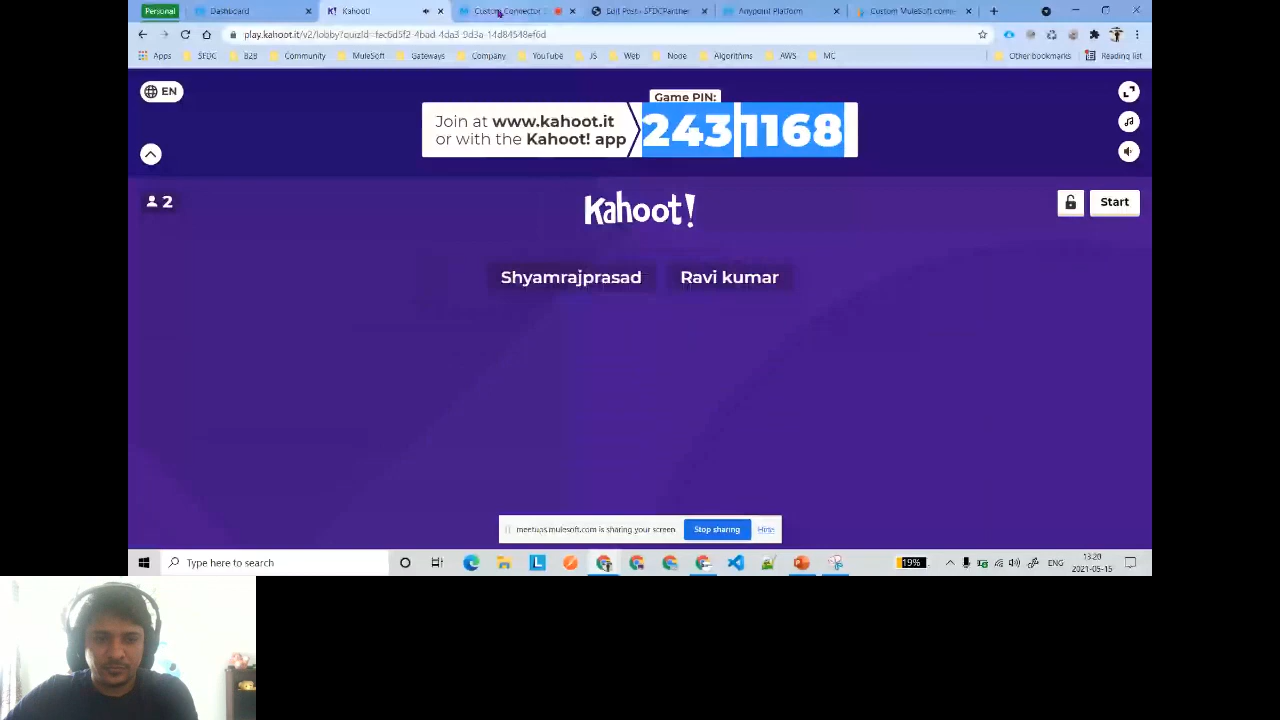 Personal
Dashboard
Kahoot!
Custom Connector
Edit Post ‹ SFDCPanther
Anypoint Platform
Custom MuleSoft conne
play.kahoot.it/v2/lobby?quizId=fec6d5f2-4bad-4da3-9d3a-14d84548ef6d
Apps
SFDC
B2B
Community
MuleSoft
Gateways
Company
YouTube
JS
Web
Node
Algorithms
AWS
MC
Other bookmarks
Reading list
EN
Join at www.kahoot.it
or with the Kahoot! app
Game PIN:
243 1168
2
Kahoot!
Start
Shyamrajprasad
Ravi kumar
meetups.mulesoft.com is sharing your screen.
Stop sharing
Hide
Type here to search
19%
ENG
13:20
2021-05-15